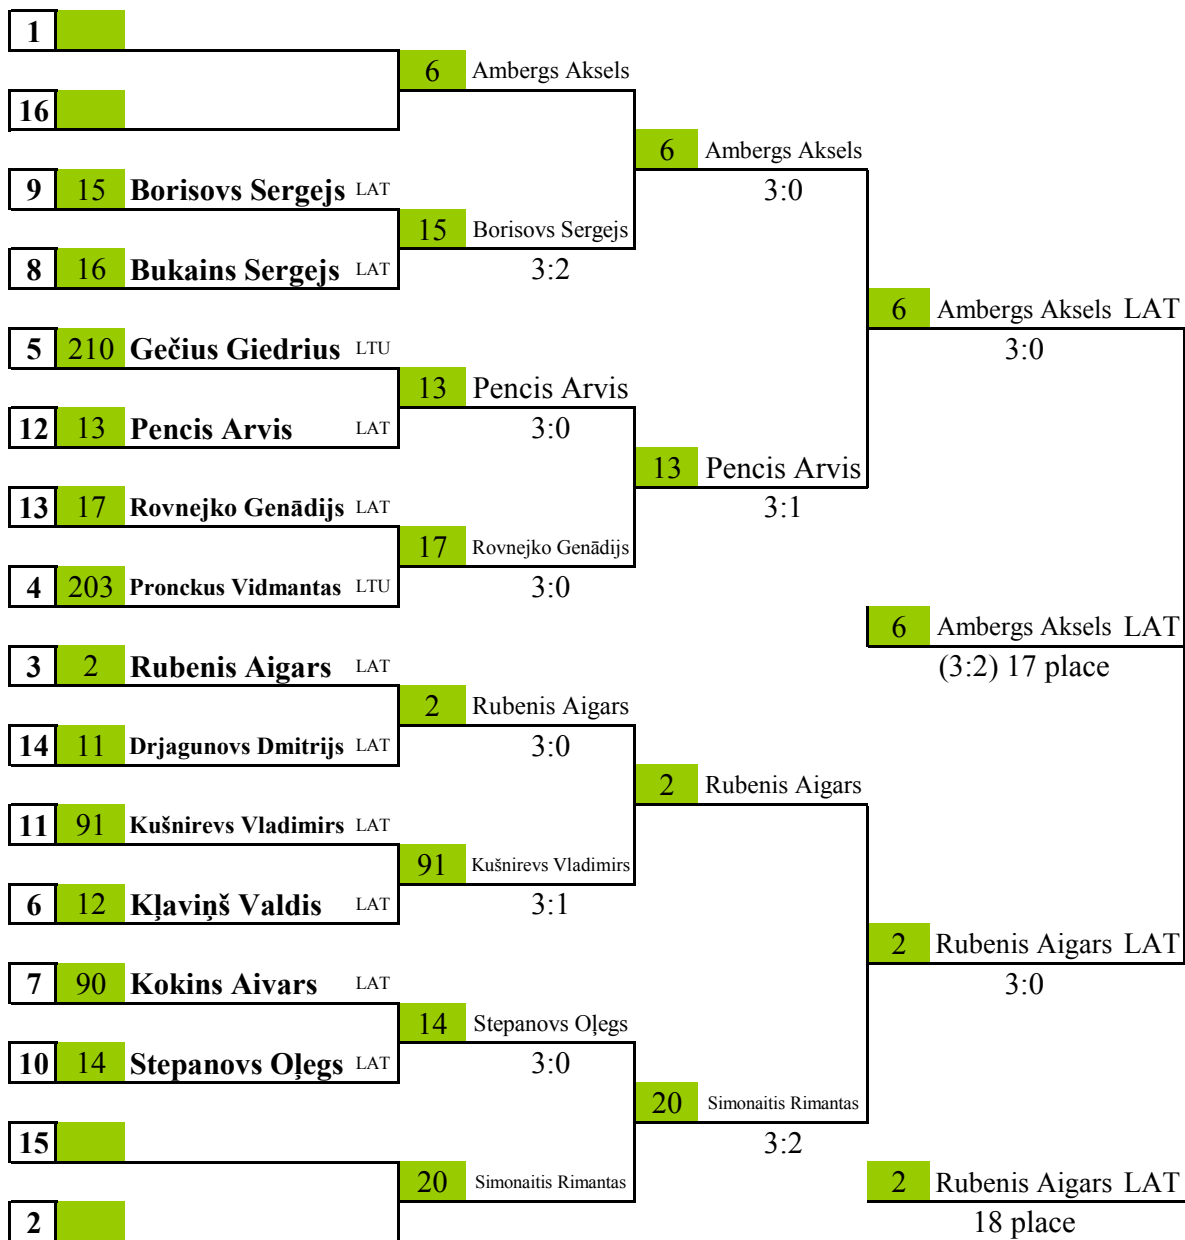 1
6 Ambergs Aksels
16
6 Ambergs Aksels
9 15 Borisovs Sergejs LAT
3:0
15 Borisovs Sergejs
8 16 Bukains Sergejs LAT
3:2
6 Ambergs Aksels LAT
5 210 Gečius Giedrius LTU
3:0
13 Pencis Arvis
12 13 Pencis Arvis LAT
3:0
13 Pencis Arvis
13 17 Rovnejko Genādijs LAT
3:1
17 Rovnejko Genādijs
4 203 Pronckus Vidmantas LTU
3:0
6 Ambergs Aksels LAT
3 2 Rubenis Aigars LAT
(3:2) 17 place
2 Rubenis Aigars
14 11 Drjagunovs Dmitrijs LAT
3:0
2 Rubenis Aigars
11 91 Kušnirevs Vladimirs LAT
91 Kušnirevs Vladimirs
6 12 Kļaviņš Valdis LAT
3:1
2 Rubenis Aigars LAT
7 90 Kokins Aivars LAT
3:0
14 Stepanovs Oļegs
10 14 Stepanovs Oļegs LAT
3:0
20 Simonaitis Rimantas
15
3:2
20 Simonaitis Rimantas
2 Rubenis Aigars LAT
2
18 place